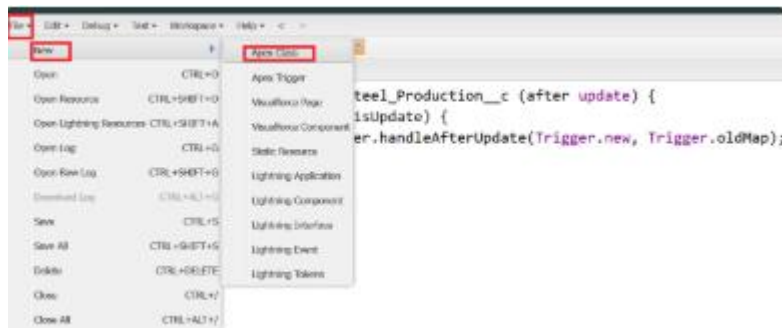 File Edit Debug Test Workspace Help < >
New
Open CTRL+O
Open Resource CTRL+SHIFT+O
Open Lightning Resources CTRL+SHIFT+A
Open Log CTRL+G
Open Raw Log CTRL+SHIFT+G
Download Log CTRL+ALT+G
Save CTRL+S
Save All CTRL+SHIFT+S
Delete CTRL+DELETE
Close CTRL+/
Close All CTRL+ALT+/
Apex Class
Apex Trigger
Visualforce Page
Visualforce Component
Static Resource
Lightning Application
Lightning Component
Lightning Interface
Lightning Event
Lightning Tokens
teel_Production__c (after update) {
isUpdate) {
er.handleAfterUpdate(Trigger.new, Trigger.oldMap);